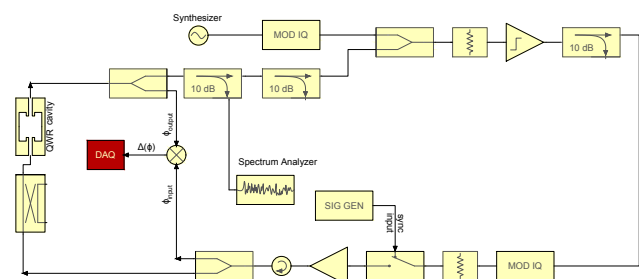 Synthesizer
MOD IQ
10 dB
10 dB
10 dB
QWR cavity
ϕoutput
DAQ
Δ(ϕ)
Spectrum Analyzer
ϕinput
SIG GEN
sync
input
MOD IQ